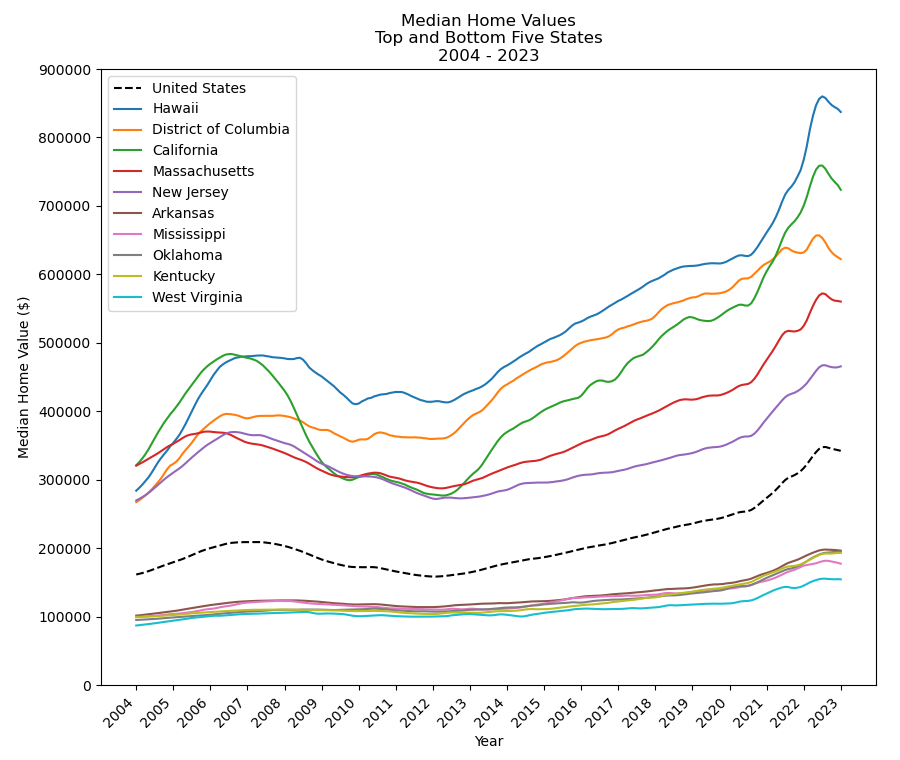 Median Home Values
Top and Bottom Five States
2004 - 2023
Median Home Value ($)
900000
800000
700000
600000
500000
400000
300000
200000
100000
0
United States
Hawaii
District of Columbia
California
Massachusetts
New Jersey
Arkansas
Mississippi
Oklahoma
Kentucky
West Virginia
2004 2005 2006 2007 2008 2009 2010 2011 2012 2013 2014 2015 2016 2017 2018 2019 2020 2021 2022 2023
Year